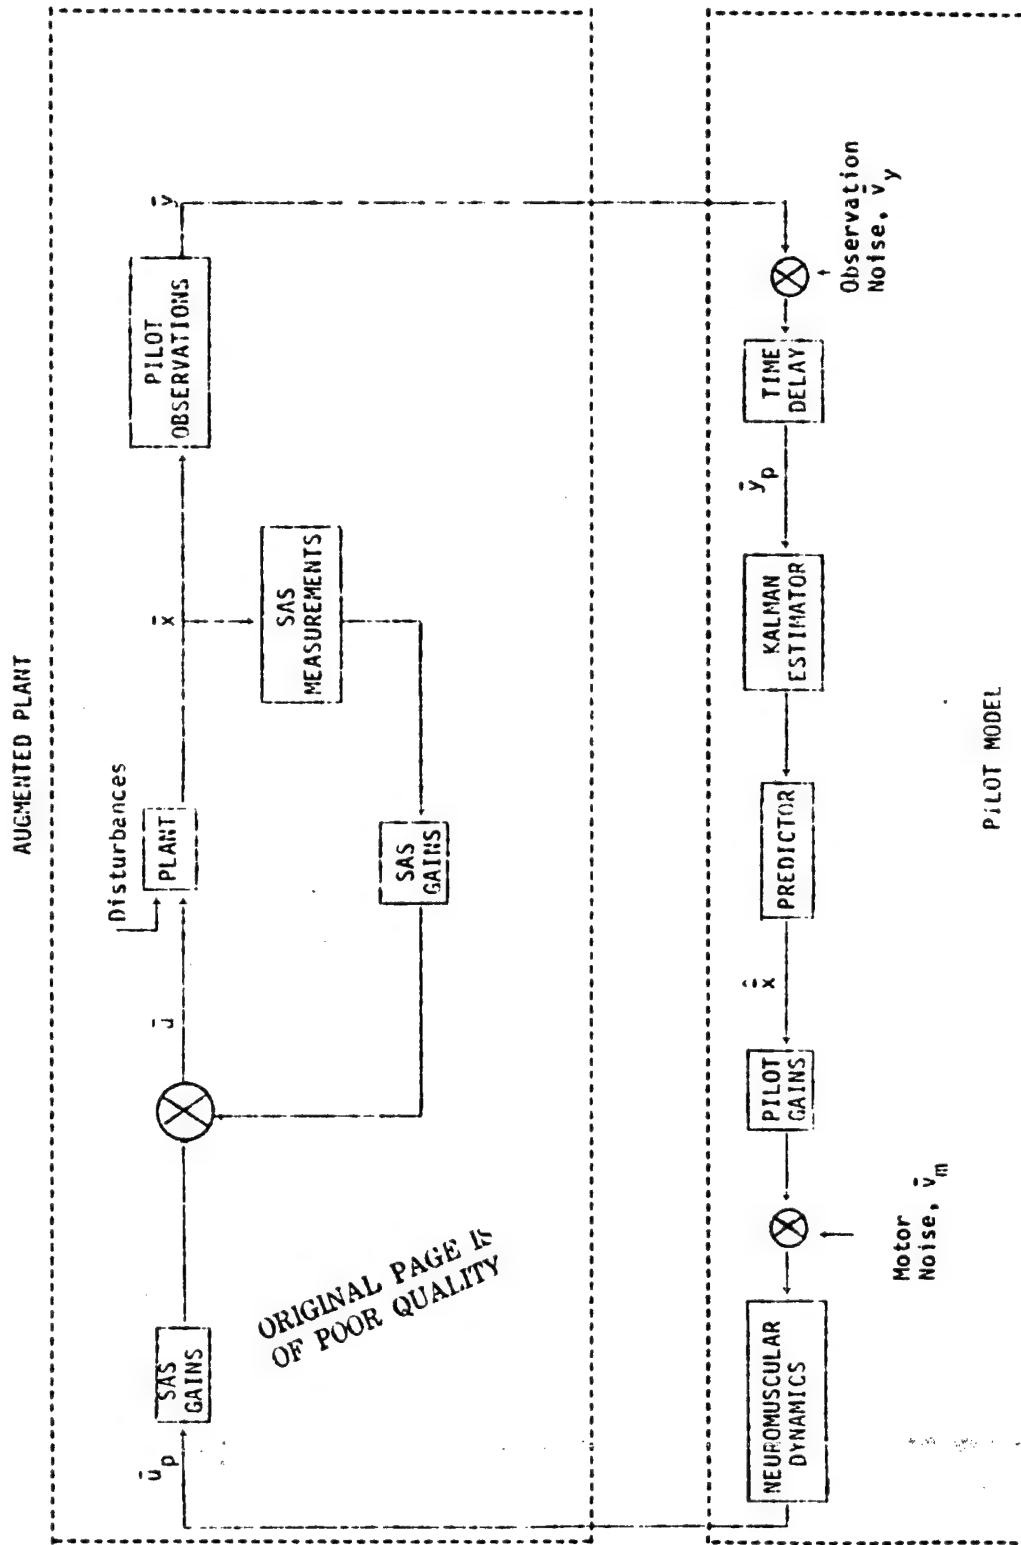 AUGMENTED PLANT
Disturbances
ūp
SAS
GAINS
ū
PLANT
x̄
PILOT
OBSERVATIONS
ȳ
SAS
MEASUREMENTS
SAS
GAINS
ORIGINAL PAGE IS
OF POOR QUALITY
NEUROMUSCULAR
DYNAMICS
Motor
Noise, v̄m
PILOT
GAINS
x̄̂
PREDICTOR
KALMAN
ESTIMATOR
ȳp
TIME
DELAY
Observation
Noise, v̄y
PILOT MODEL